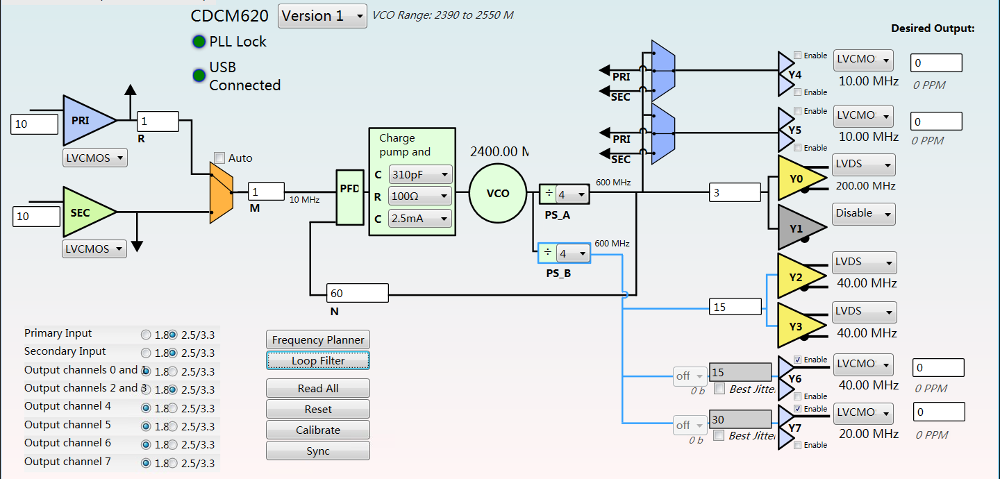 CDCM620
Version 1
VCO Range: 2390 to 2550 M
PLL Lock
USB
Connected
Desired Output:
10
PRI
1
R
LVCMOS
Auto
10
SEC
LVCMOS
1
M
10 MHz
PFD
Charge
pump and
C 310pF
R 100Ω
C 2.5mA
2400.00 M
VCO
÷ 4
PS_A
600 MHz
÷ 4
PS_B
600 MHz
60
N
PRI
SEC
PRI
SEC
Enable
Y4
Enable
LVCMO
10.00 MHz
0
0 PPM
Enable
Y5
Enable
LVCMO
10.00 MHz
0
0 PPM
3
Y0
LVDS
200.00 MHz
Y1
Disable
15
Y2
LVDS
40.00 MHz
Y3
LVDS
40.00 MHz
off
0 b
15
Best Jitte
Enable
Y6
Enable
LVCMO
40.00 MHz
0
0 PPM
off
0 b
30
Best Jitte
Enable
Y7
Enable
LVCMO
20.00 MHz
0
0 PPM
Primary Input 1.8 2.5/3.3
Secondary Input 1.8 2.5/3.3
Output channels 0 and 1 1.8 2.5/3.3
Output channels 2 and 3 1.8 2.5/3.3
Output channel 4 1.8 2.5/3.3
Output channel 5 1.8 2.5/3.3
Output channel 6 1.8 2.5/3.3
Output channel 7 1.8 2.5/3.3
Frequency Planner
Loop Filter
Read All
Reset
Calibrate
Sync